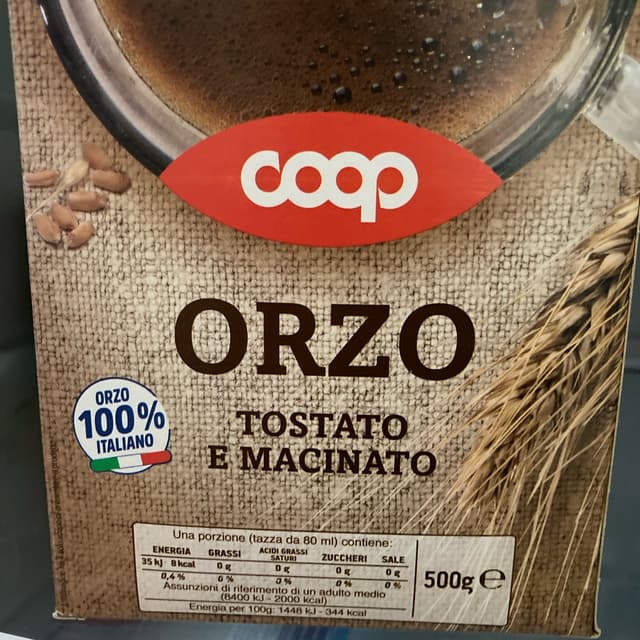 coop
ORZO
TOSTATO
E MACINATO
ORZO
100%
ITALIANO
Una porzione (tazza da 80 ml) contiene:
ENERGIA GRASSI ACIDI GRASSI SATURI ZUCCHERI SALE
35 kj 8 kcal 0 g 0 g 0 g 0 g
0,4 % 0 % 0 % 0 % 0 %
Assunzioni di riferimento di un adulto medio
(8400 kJ - 2000 kcal)
Energia per 100g: 1448 kJ - 344 kcal
500g ℮